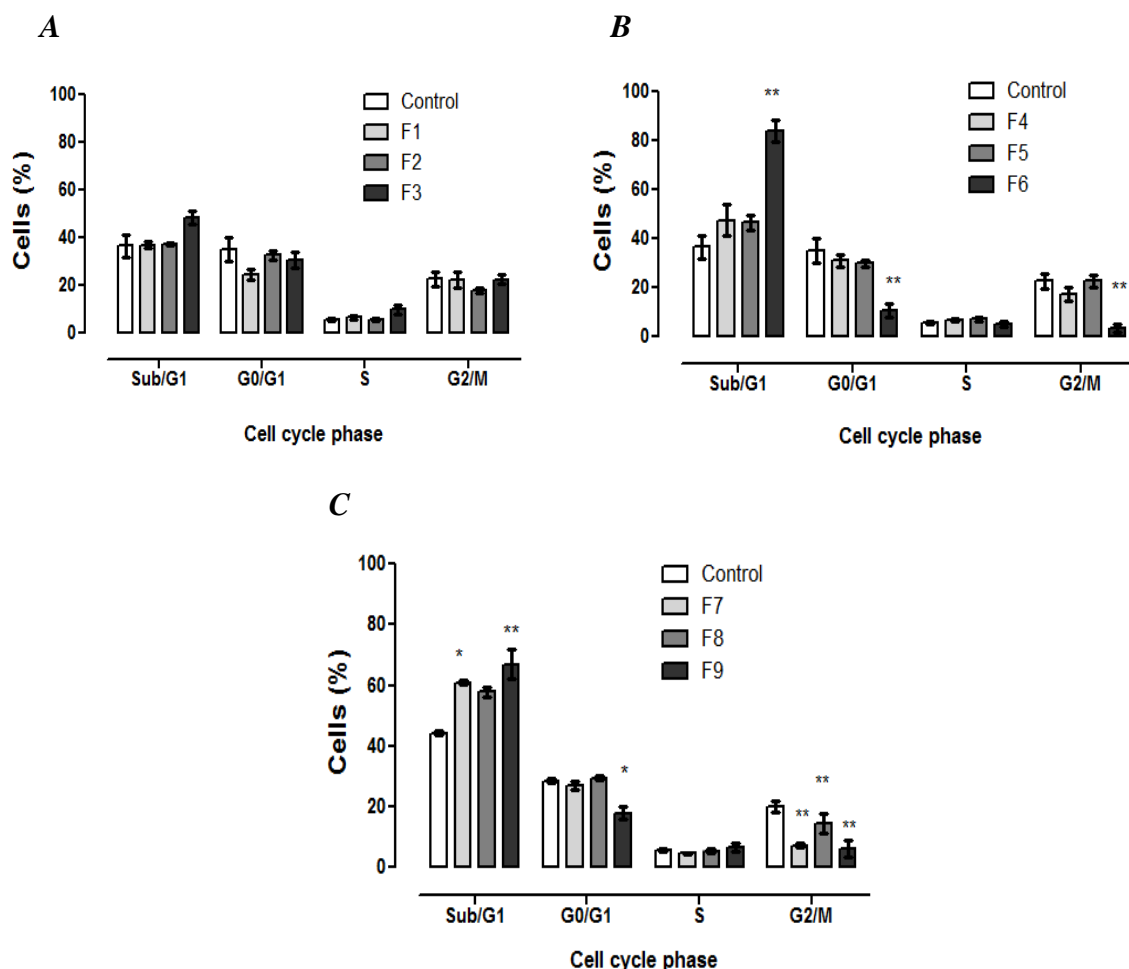 A
100
80
60
40
20
0
Cells (%)
Control
F1
F2
F3
Sub/G1 G0/G1 S G2/M
Cell cycle phase
B
100
80
60
40
20
0
Cells (%)
Control
F4
F5
F6
**
**
**
Sub/G1 G0/G1 S G2/M
Cell cycle phase
C
100
80
60
40
20
0
Cells (%)
Control
F7
F8
F9
* **
*
** ** **
Sub/G1 G0/G1 S G2/M
Cell cycle phase